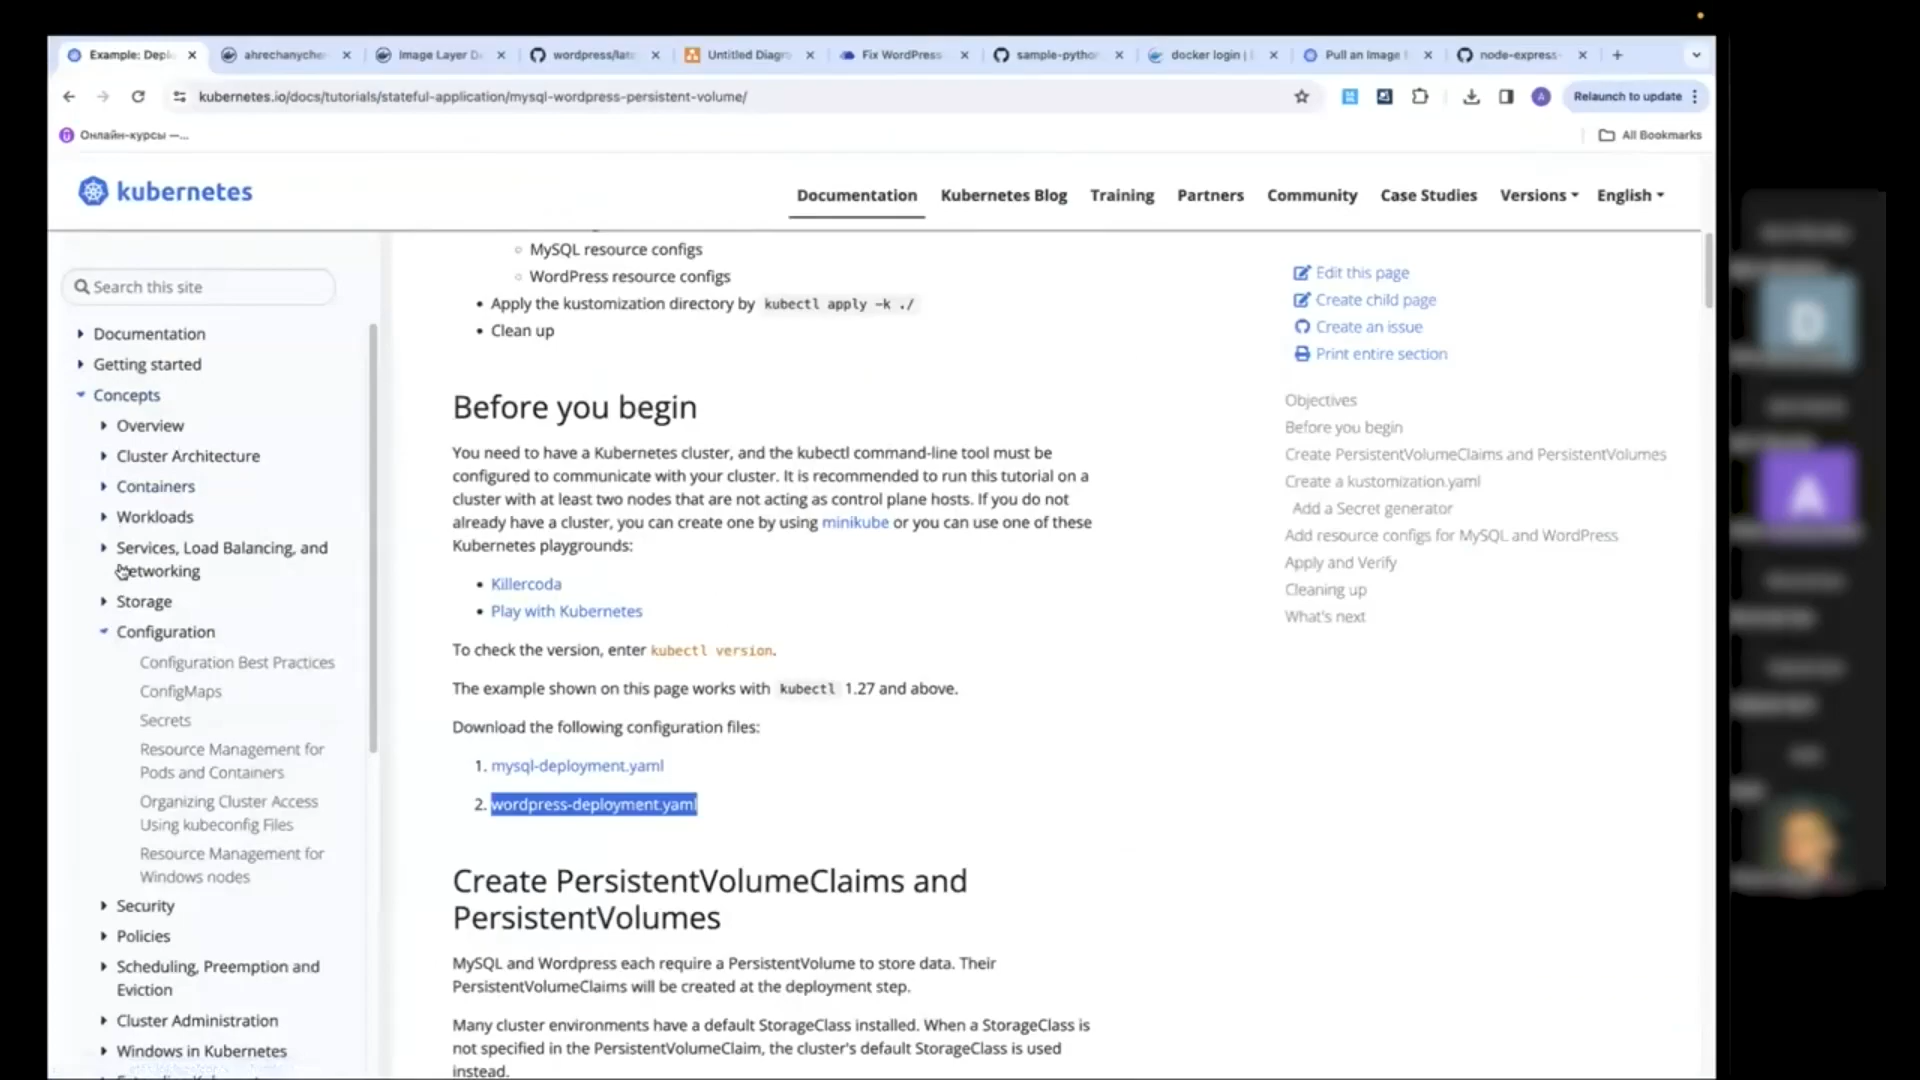 Example: Depl
ahrechanyche
Image Layer D
wordpress/late
Untitled Diagra
Fix WordPress
sample-python
docker login |
Pull an Image f
node-express-
kubernetes.io/docs/tutorials/stateful-application/mysql-wordpress-persistent-volume/
Relaunch to update
Онлайн-курсы —...
All Bookmarks
kubernetes
Documentation
Kubernetes Blog
Training
Partners
Community
Case Studies
Versions
English
Search this site
Documentation
Getting started
Concepts
Overview
Cluster Architecture
Containers
Workloads
Services, Load Balancing, and
Networking
Storage
Configuration
Configuration Best Practices
ConfigMaps
Secrets
Resource Management for
Pods and Containers
Organizing Cluster Access
Using kubeconfig Files
Resource Management for
Windows nodes
Security
Policies
Scheduling, Preemption and
Eviction
Cluster Administration
Windows in Kubernetes
MySQL resource configs
WordPress resource configs
Apply the kustomization directory by kubectl apply -k ./
Clean up
Before you begin
You need to have a Kubernetes cluster, and the kubectl command-line tool must be
configured to communicate with your cluster. It is recommended to run this tutorial on a
cluster with at least two nodes that are not acting as control plane hosts. If you do not
already have a cluster, you can create one by using minikube or you can use one of these
Kubernetes playgrounds:
Killercoda
Play with Kubernetes
To check the version, enter kubectl version.
The example shown on this page works with kubectl 1.27 and above.
Download the following configuration files:
1. mysql-deployment.yaml
2. wordpress-deployment.yaml
Create PersistentVolumeClaims and
PersistentVolumes
MySQL and Wordpress each require a PersistentVolume to store data. Their
PersistentVolumeClaims will be created at the deployment step.
Many cluster environments have a default StorageClass installed. When a StorageClass is
not specified in the PersistentVolumeClaim, the cluster's default StorageClass is used
instead.
Edit this page
Create child page
Create an issue
Print entire section
Objectives
Before you begin
Create PersistentVolumeClaims and PersistentVolumes
Create a kustomization.yaml
Add a Secret generator
Add resource configs for MySQL and WordPress
Apply and Verify
Cleaning up
What's next
D
A